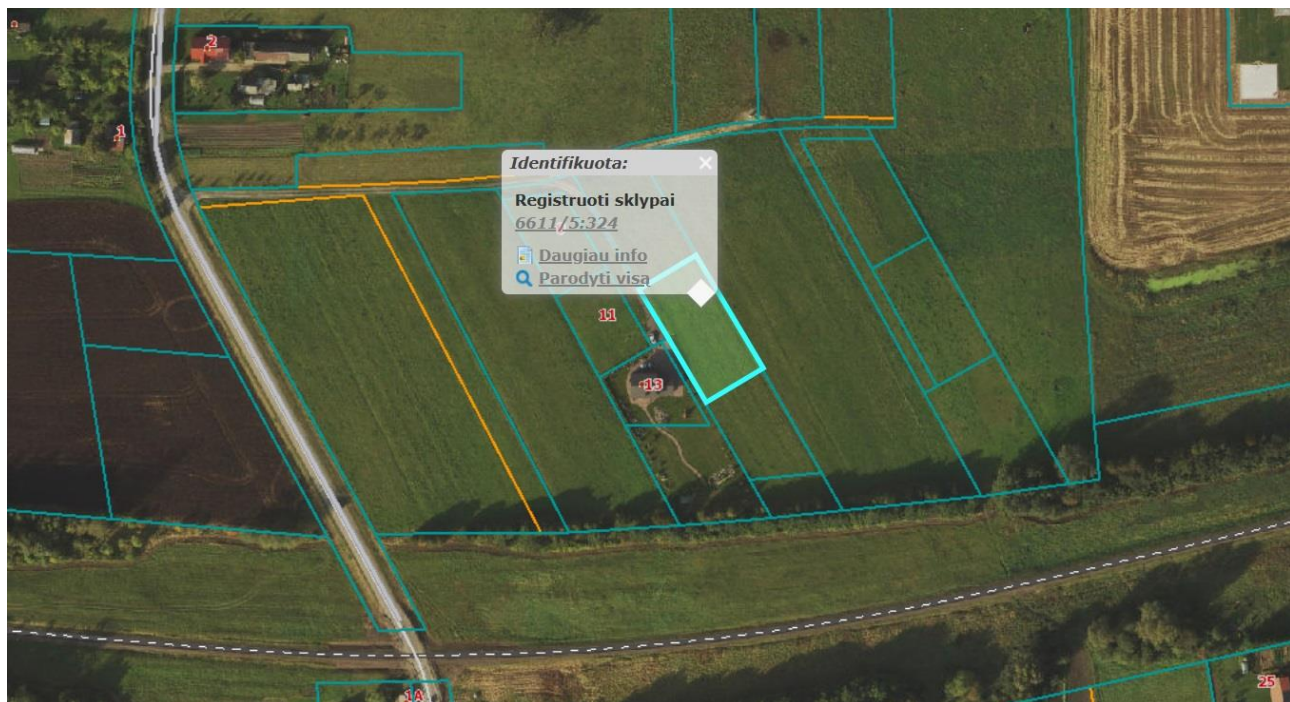 2
1
Identifikuota:
Registruoti sklypai
6611/5:324
Daugiau info
Parodyti visą
11
13
1A
25